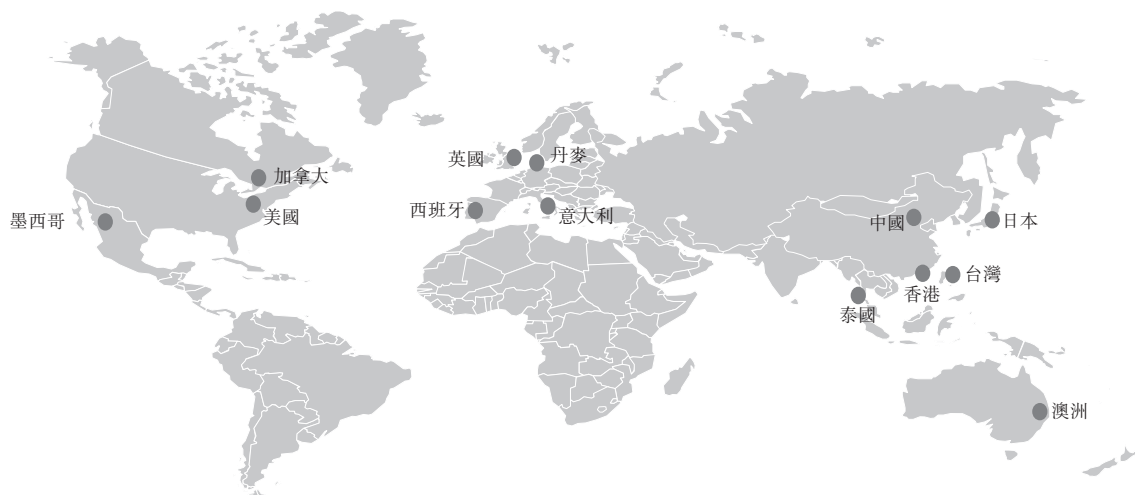 英國
丹麥
加拿大
西班牙
意大利
美國
墨西哥
中國
日本
台灣
香港
泰國
澳洲